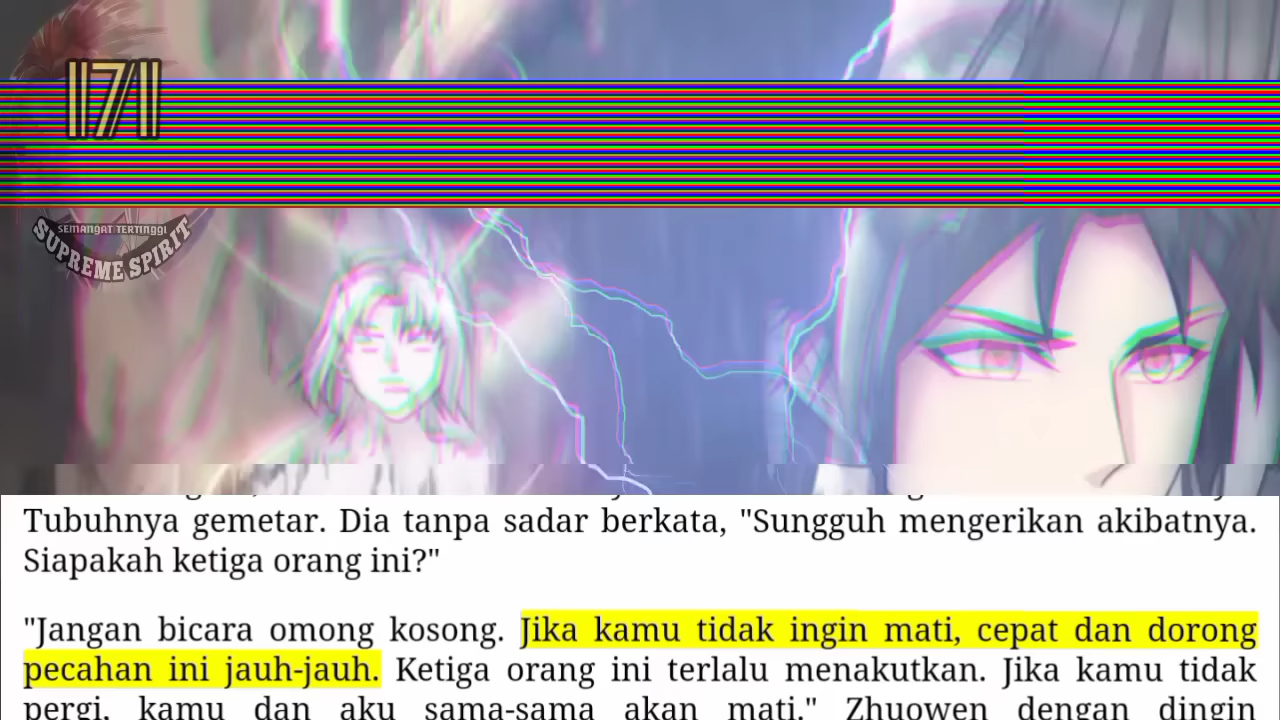 171
SEMANGAT TERTINGGI
SUPREME SPIRIT
Tubuhnya gemetar. Dia tanpa sadar berkata, "Sungguh mengerikan akibatnya.
Siapakah ketiga orang ini?"
"Jangan bicara omong kosong. Jika kamu tidak ingin mati, cepat dan dorong
pecahan ini jauh-jauh. Ketiga orang ini terlalu menakutkan. Jika kamu tidak
pergi, kamu dan aku sama-sama akan mati." Zhuowen dengan dingin